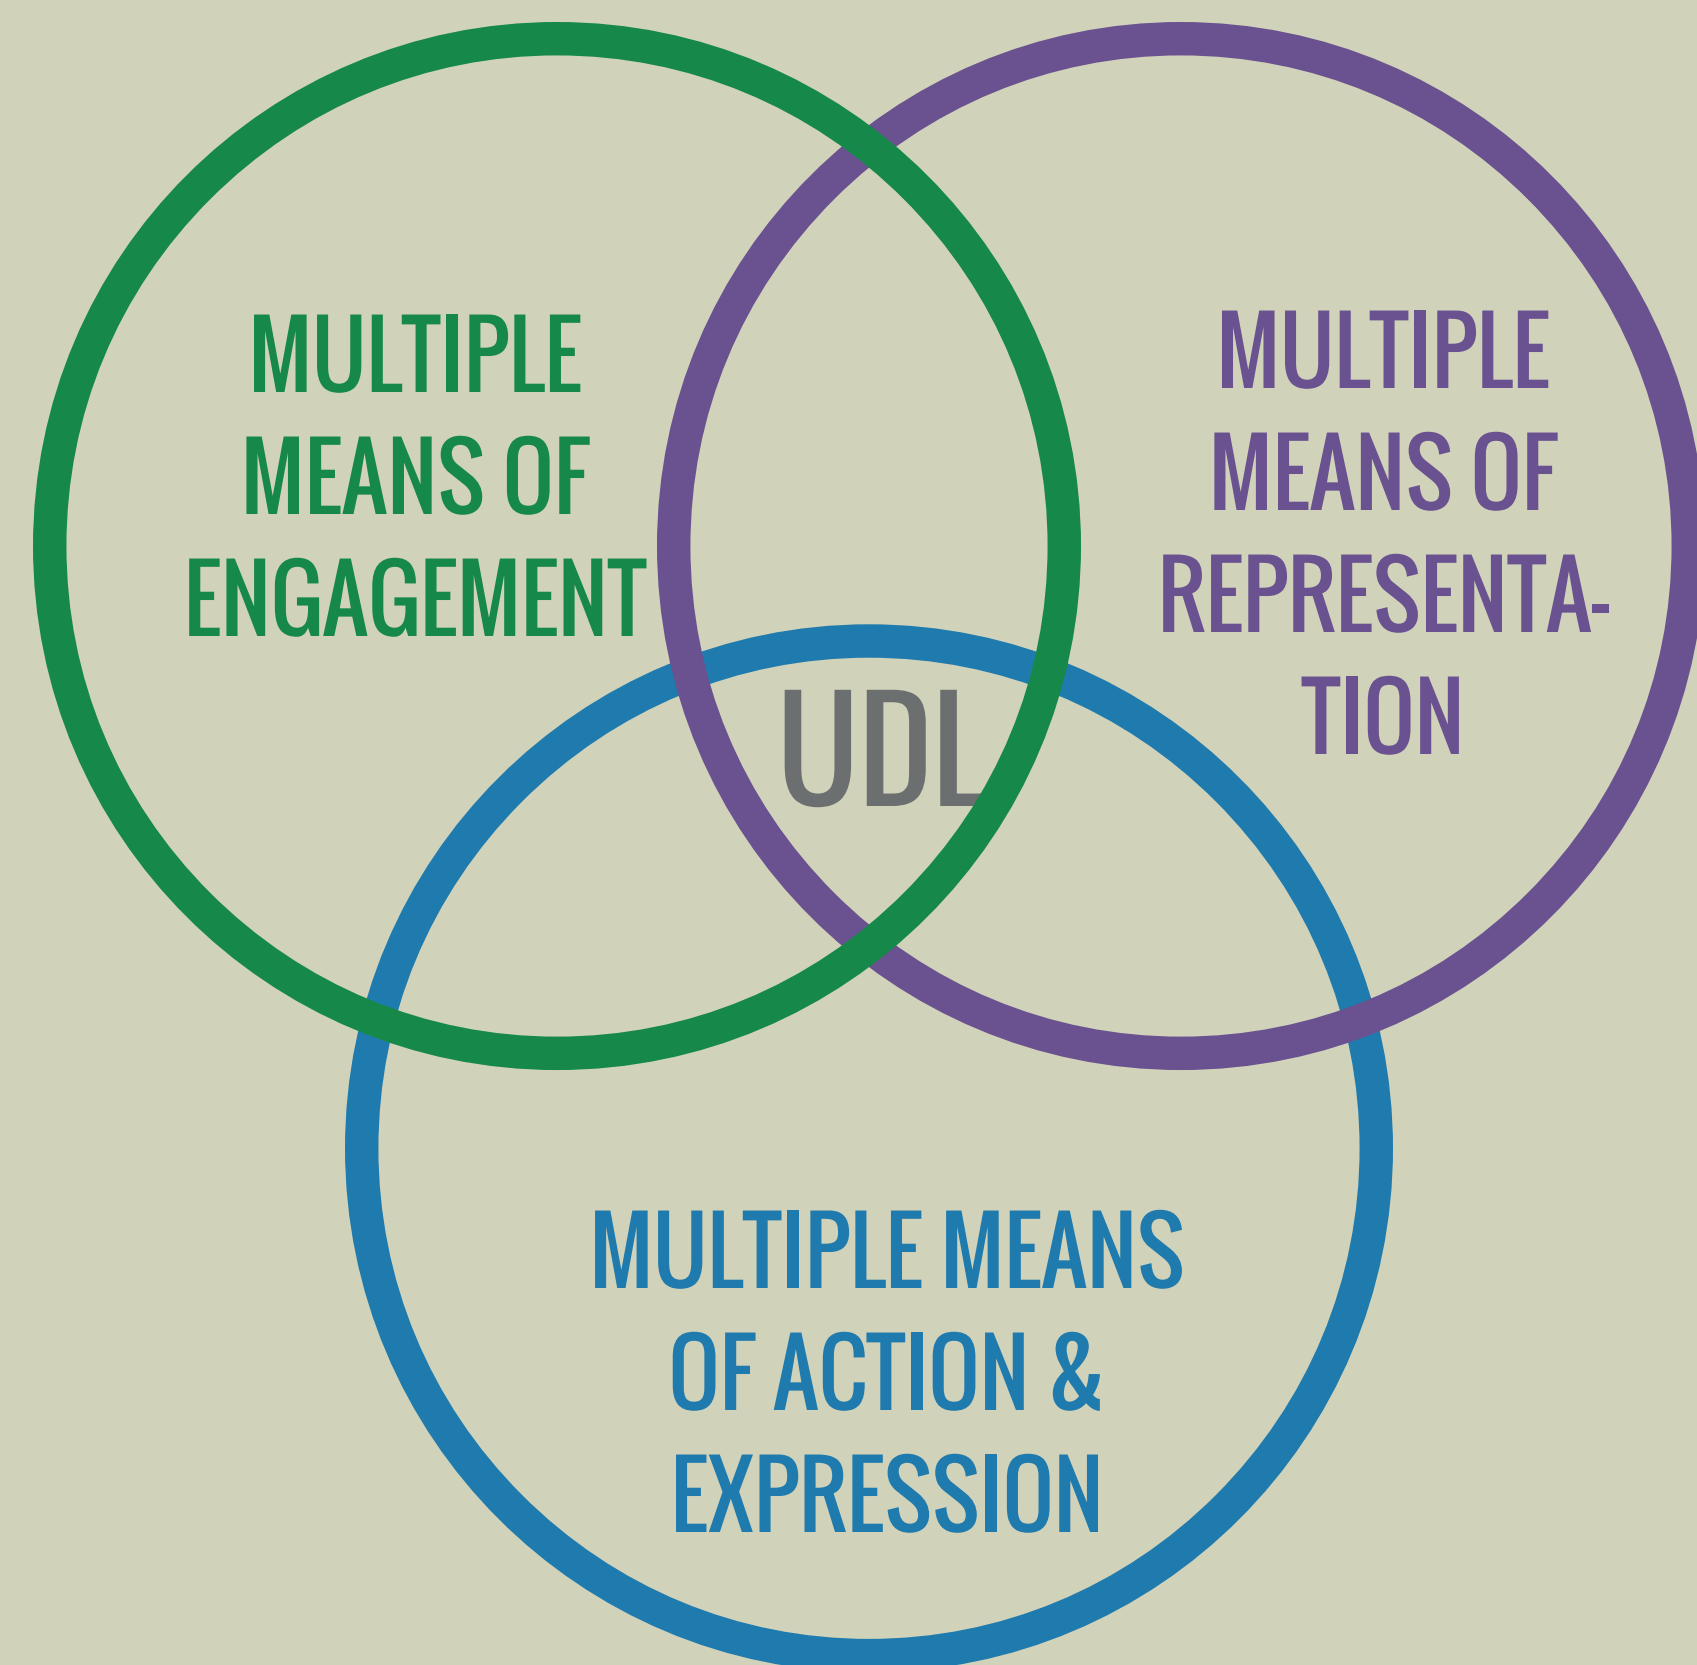 MULTIPLE
MEANS OF
ENGAGEMENT
MULTIPLE
MEANS OF
REPRESENTA-
TION
UDL
MULTIPLE MEANS
OF ACTION &
EXPRESSION